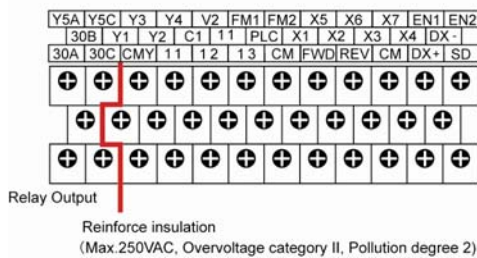 Y5A Y5C Y3 Y4 V2 FM1 FM2 X5 X6 X7 EN1 EN2
30B Y1 Y2 C1 11 PLC X1 X2 X3 X4 DX-
30A 30C CMY 11 12 13 CM FWD REV CM DX+ SD
Relay Output
Reinforce insulation
(Max.250VAC, Overvoltage category II, Pollution degree 2)